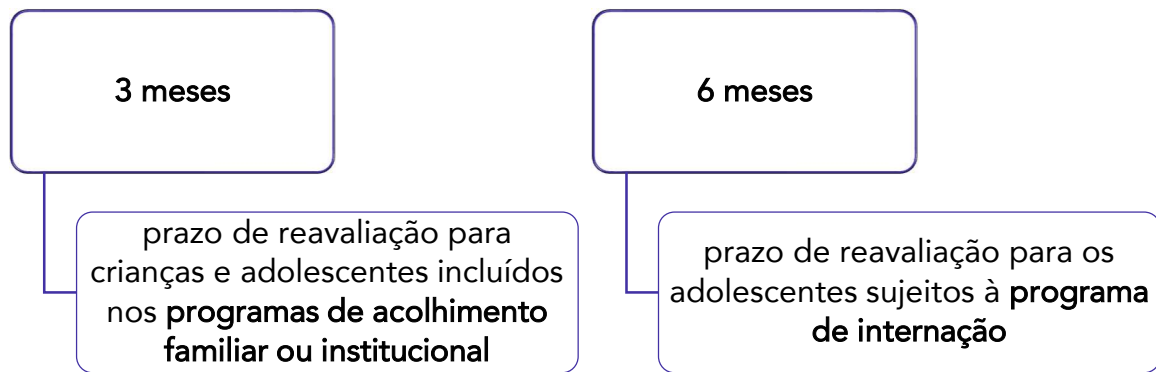 3 meses
prazo de reavaliação para
crianças e adolescentes incluídos
nos programas de acolhimento
familiar ou institucional
6 meses
prazo de reavaliação para os
adolescentes sujeitos à programa
de internação